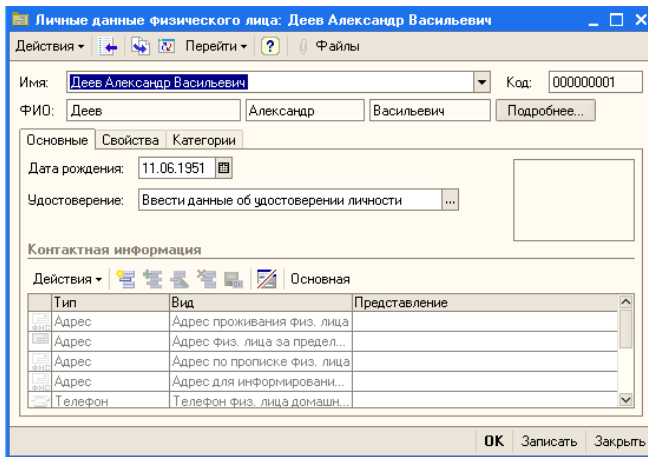 Личные данные физического лица: Деев Александр Васильевич
Действия Перейти ? Файлы
Имя: Деев Александр Васильевич Код: 000000001
ФИО: Деев Александр Васильевич Подробнее...
Основные Свойства Категории
Дата рождения: 11.06.1951
Удостоверение: Ввести данные об удостоверении личности ...
Контактная информация
Действия Основная
Тип Вид Представление
Адрес Адрес проживания физ. лица
Адрес Адрес физ. лица за предел...
Адрес Адрес по прописке физ. лица
Адрес Адрес для информировани...
Телефон Телефон физ. лица домашн...
OK Записать Закрыть